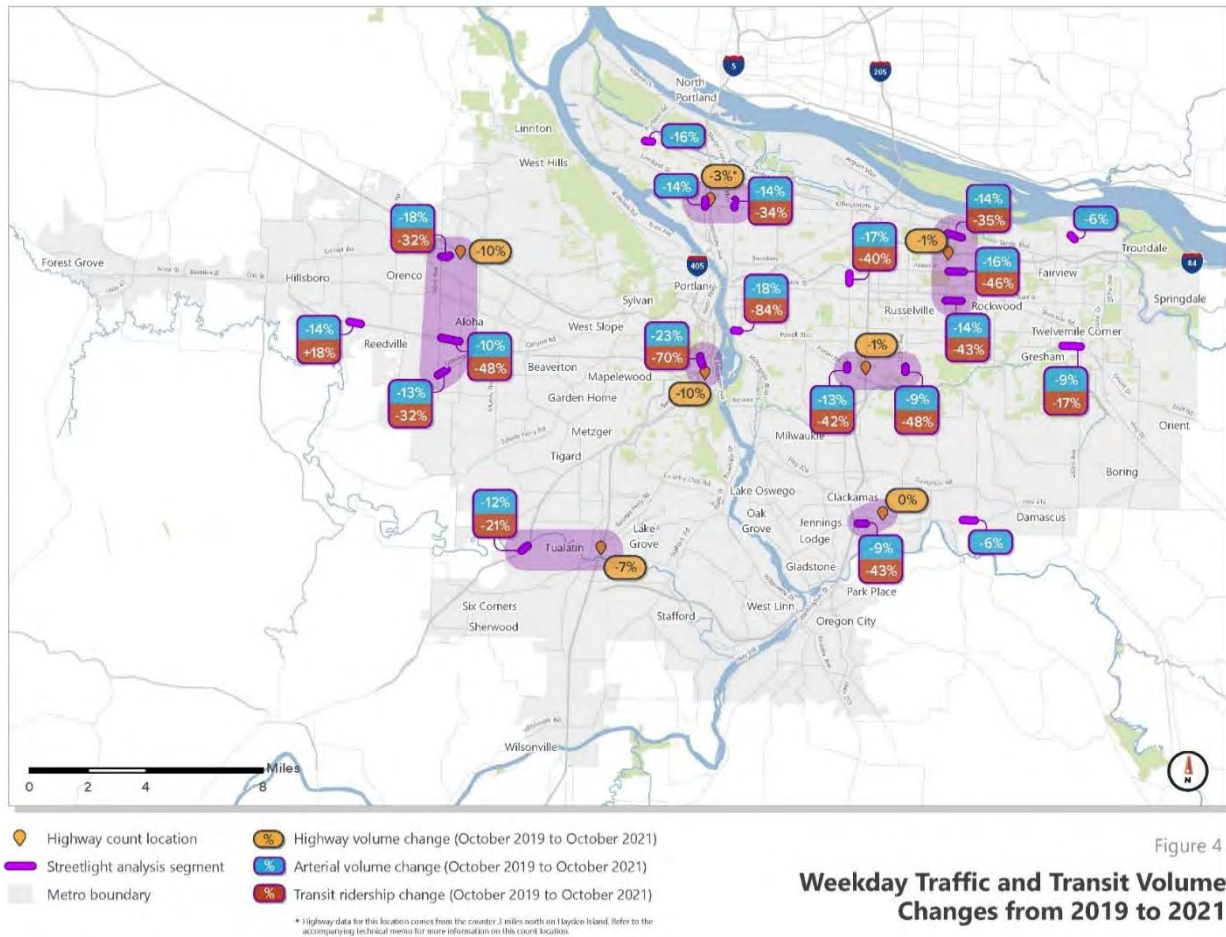 5
205
North
Portland
Linnton
West Hills
-16%
-3%*
-14%
-14%
-34%
-14%
-35%
-6%
-18%
-32%
-10%
-17%
-40%
-1%
Troutdale
84
Forest Grove
Hillsboro
Orenco
405
Portland
-16%
-46%
Fairview
Springdale
Sylvan
-18%
-84%
Russellville
Rockwood
-14%
+18%
Reedville
Aloha
West Slope
-10%
-48%
-23%
-70%
-1%
-14%
-43%
Twelvemile Corner
Gresham
Beaverton
Maplewood
-13%
-32%
Garden Home
-10%
-13%
-42%
-9%
-48%
-9%
-17%
Orient
Metzger
Milwaukie
Tigard
Boring
Lake Oswego
Clackamas
0%
-12%
-21%
Oak
Grove
Jennings
Lodge
Damascus
Lake
Grove
Tualatin
-7%
-9%
-43%
-6%
Gladstone
Park Place
Six Corners
Sherwood
Stafford
West Linn
Oregon City
Wilsonville
Miles
0 2 4 8
N
Highway count location
Streetlight analysis segment
Metro boundary
% Highway volume change (October 2019 to October 2021)
% Arterial volume change (October 2019 to October 2021)
% Transit ridership change (October 2019 to October 2021)
* Highway data for this location comes from the counter 3 miles north on Hayden Island. Refer to the
accompanying technical memo for more information on this count location.
Figure 4
Weekday Traffic and Transit Volume
Changes from 2019 to 2021